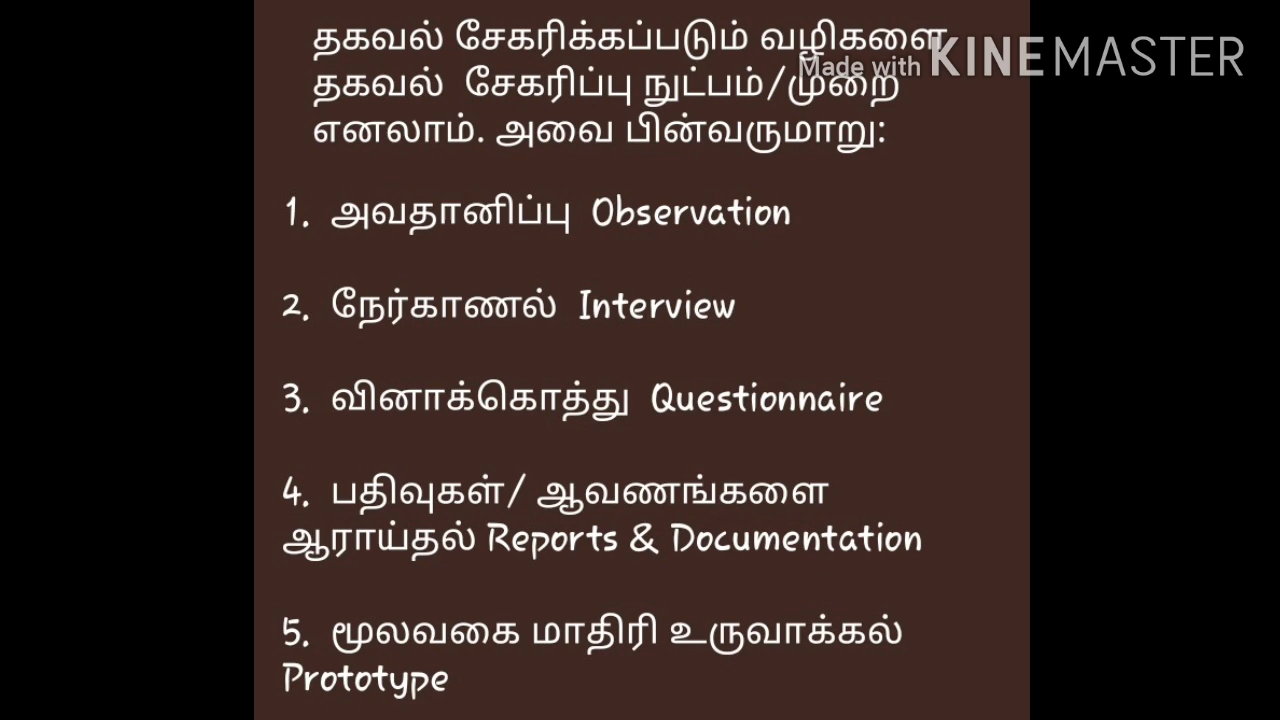 தகவல் சேகரிக்கப்படும் வழிகளை
Made with KINEMASTER
தகவல் சேகரிப்பு நுட்பம்/முறை
எனலாம். அவை பின்வருமாறு:
1. அவதானிப்பு Observation
2. நேர்காணல் Interview
3. வினாக்கொத்து Questionnaire
4. பதிவுகள்/ ஆவணங்களை
ஆராய்தல் Reports & Documentation
5. மூலவகை மாதிரி உருவாக்கல்
Prototype